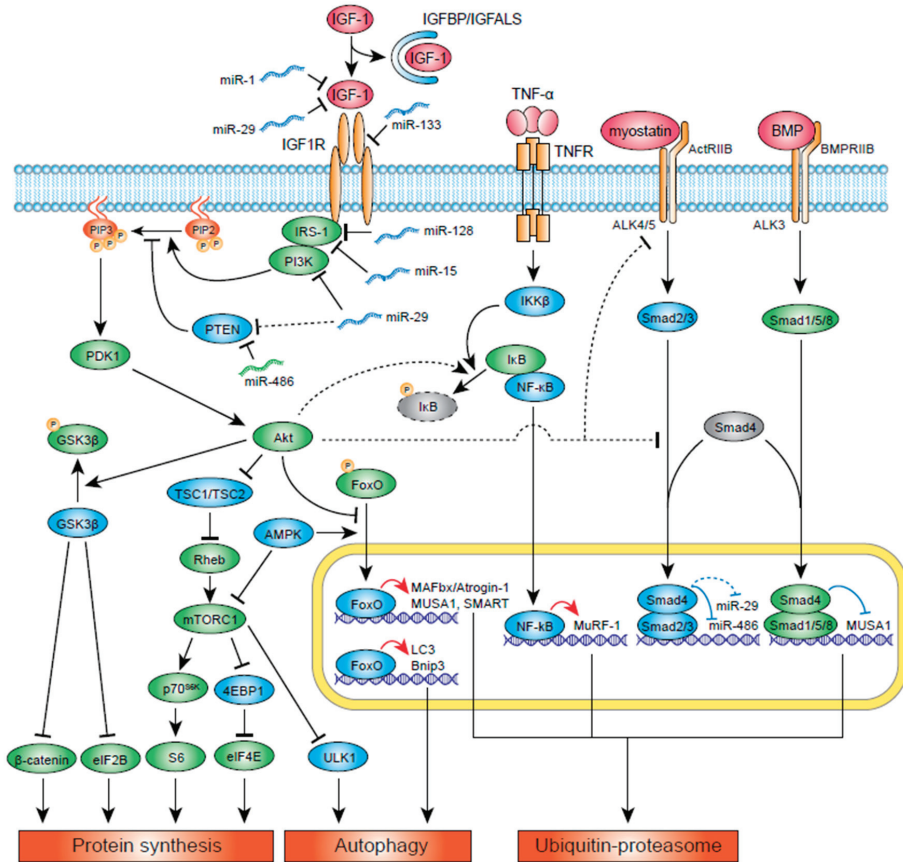 IGF-1
IGFBP/IGFALS
IGF-1
miR-1
IGF-1
miR-29
miR-133
IGF1R
TNF-α
TNFR
myostatin
ActRIIB
BMP
BMPRIIB
PIP3
P P P
PIP2
P P
IRS-1
PI3K
miR-128
miR-15
miR-29
ALK4/5
ALK3
PTEN
miR-486
IKKβ
Smad2/3
Smad1/5/8
PDK1
IκB
NF-κB
P
IκB
Akt
Smad4
P
GSK3β
P
FoxO
TSC1/TSC2
GSK3β
AMPK
Rheb
mTORC1
FoxO
MAFbx/Atrogin-1
MUSA1, SMART
NF-kB
MuRF-1
Smad4
Smad2/3
miR-29
miR-486
Smad4
Smad1/5/8
MUSA1
FoxO
LC3
Bnip3
p70S6K
4EBP1
β-catenin
eIF2B
S6
eIF4E
ULK1
Protein synthesis
Autophagy
Ubiquitin-proteasome